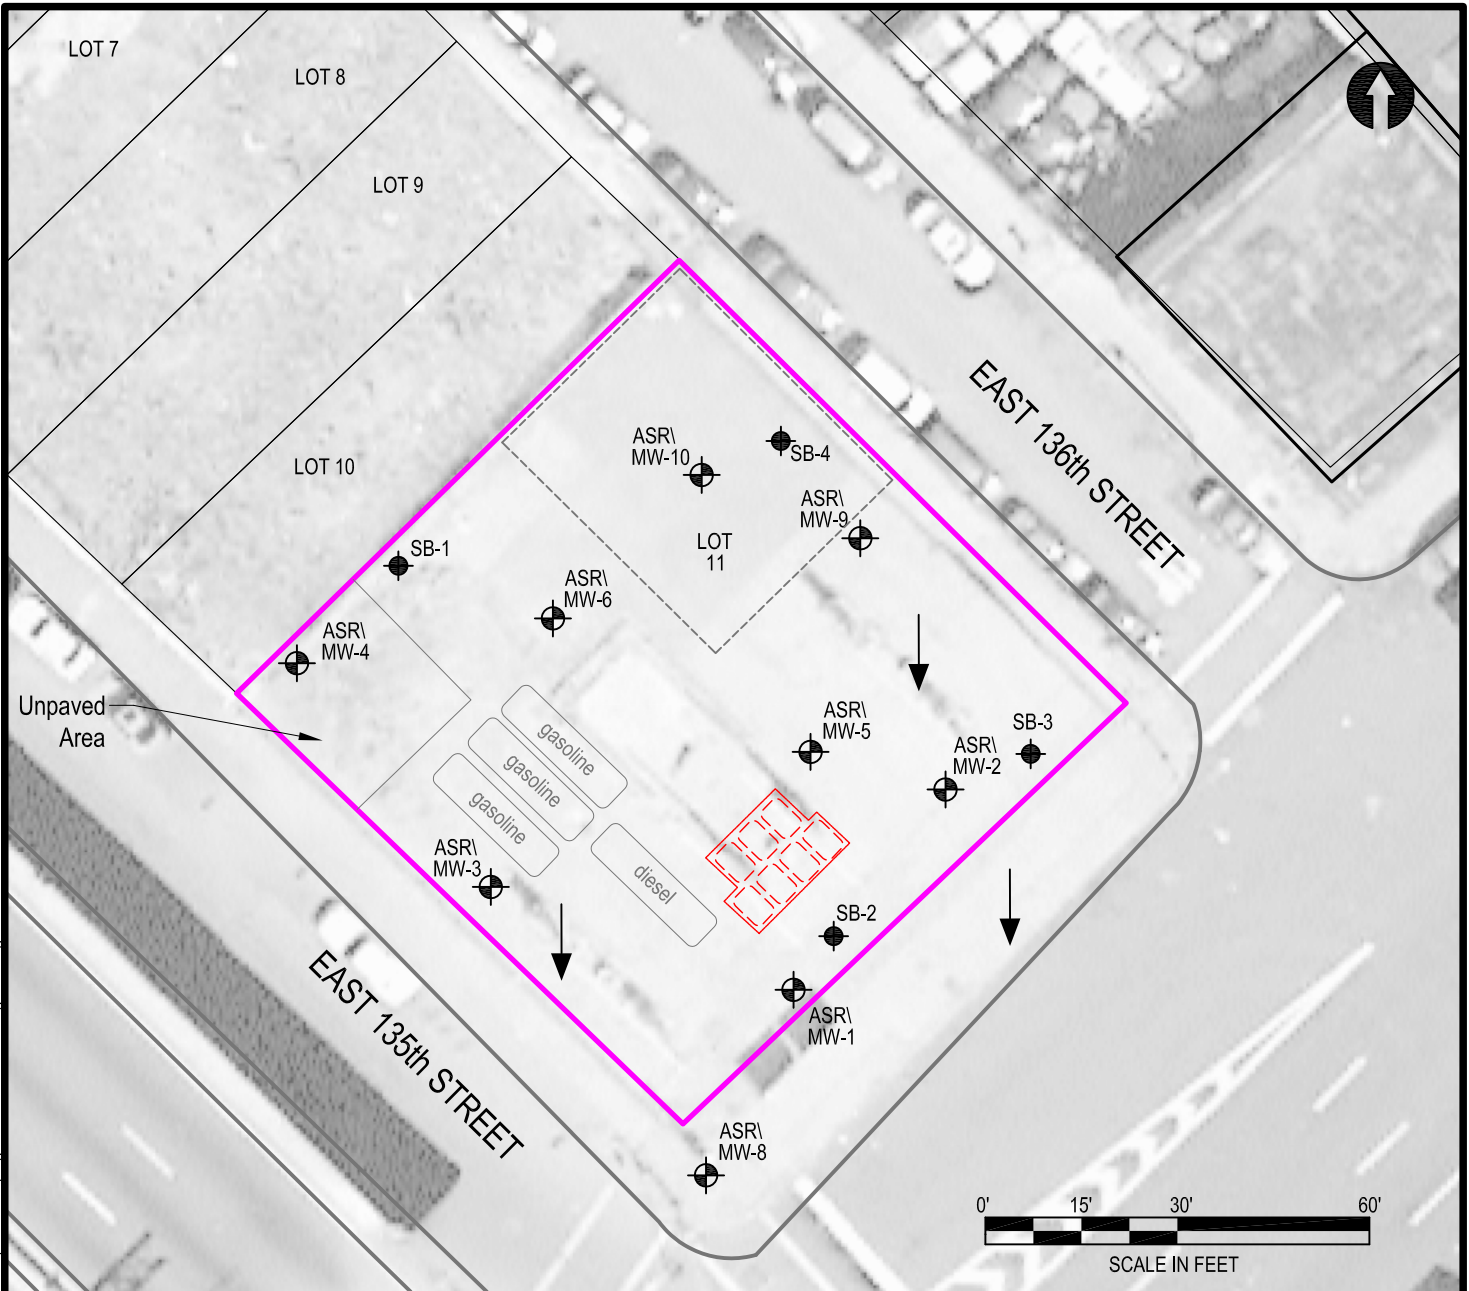 LOT 7
LOT 8
LOT 9
LOT 10
EAST 136th STREET
ASR\
MW-10
SB-4
ASR\
MW-9
LOT
11
SB-1
ASR\
MW-6
ASR\
MW-4
Unpaved
Area
gasoline
gasoline
gasoline
diesel
ASR\
MW-5
SB-3
ASR\
MW-2
ASR\
MW-3
SB-2
ASR\
MW-1
EAST 135th STREET
ASR\
MW-8
0' 15' 30' 60'
SCALE IN FEET